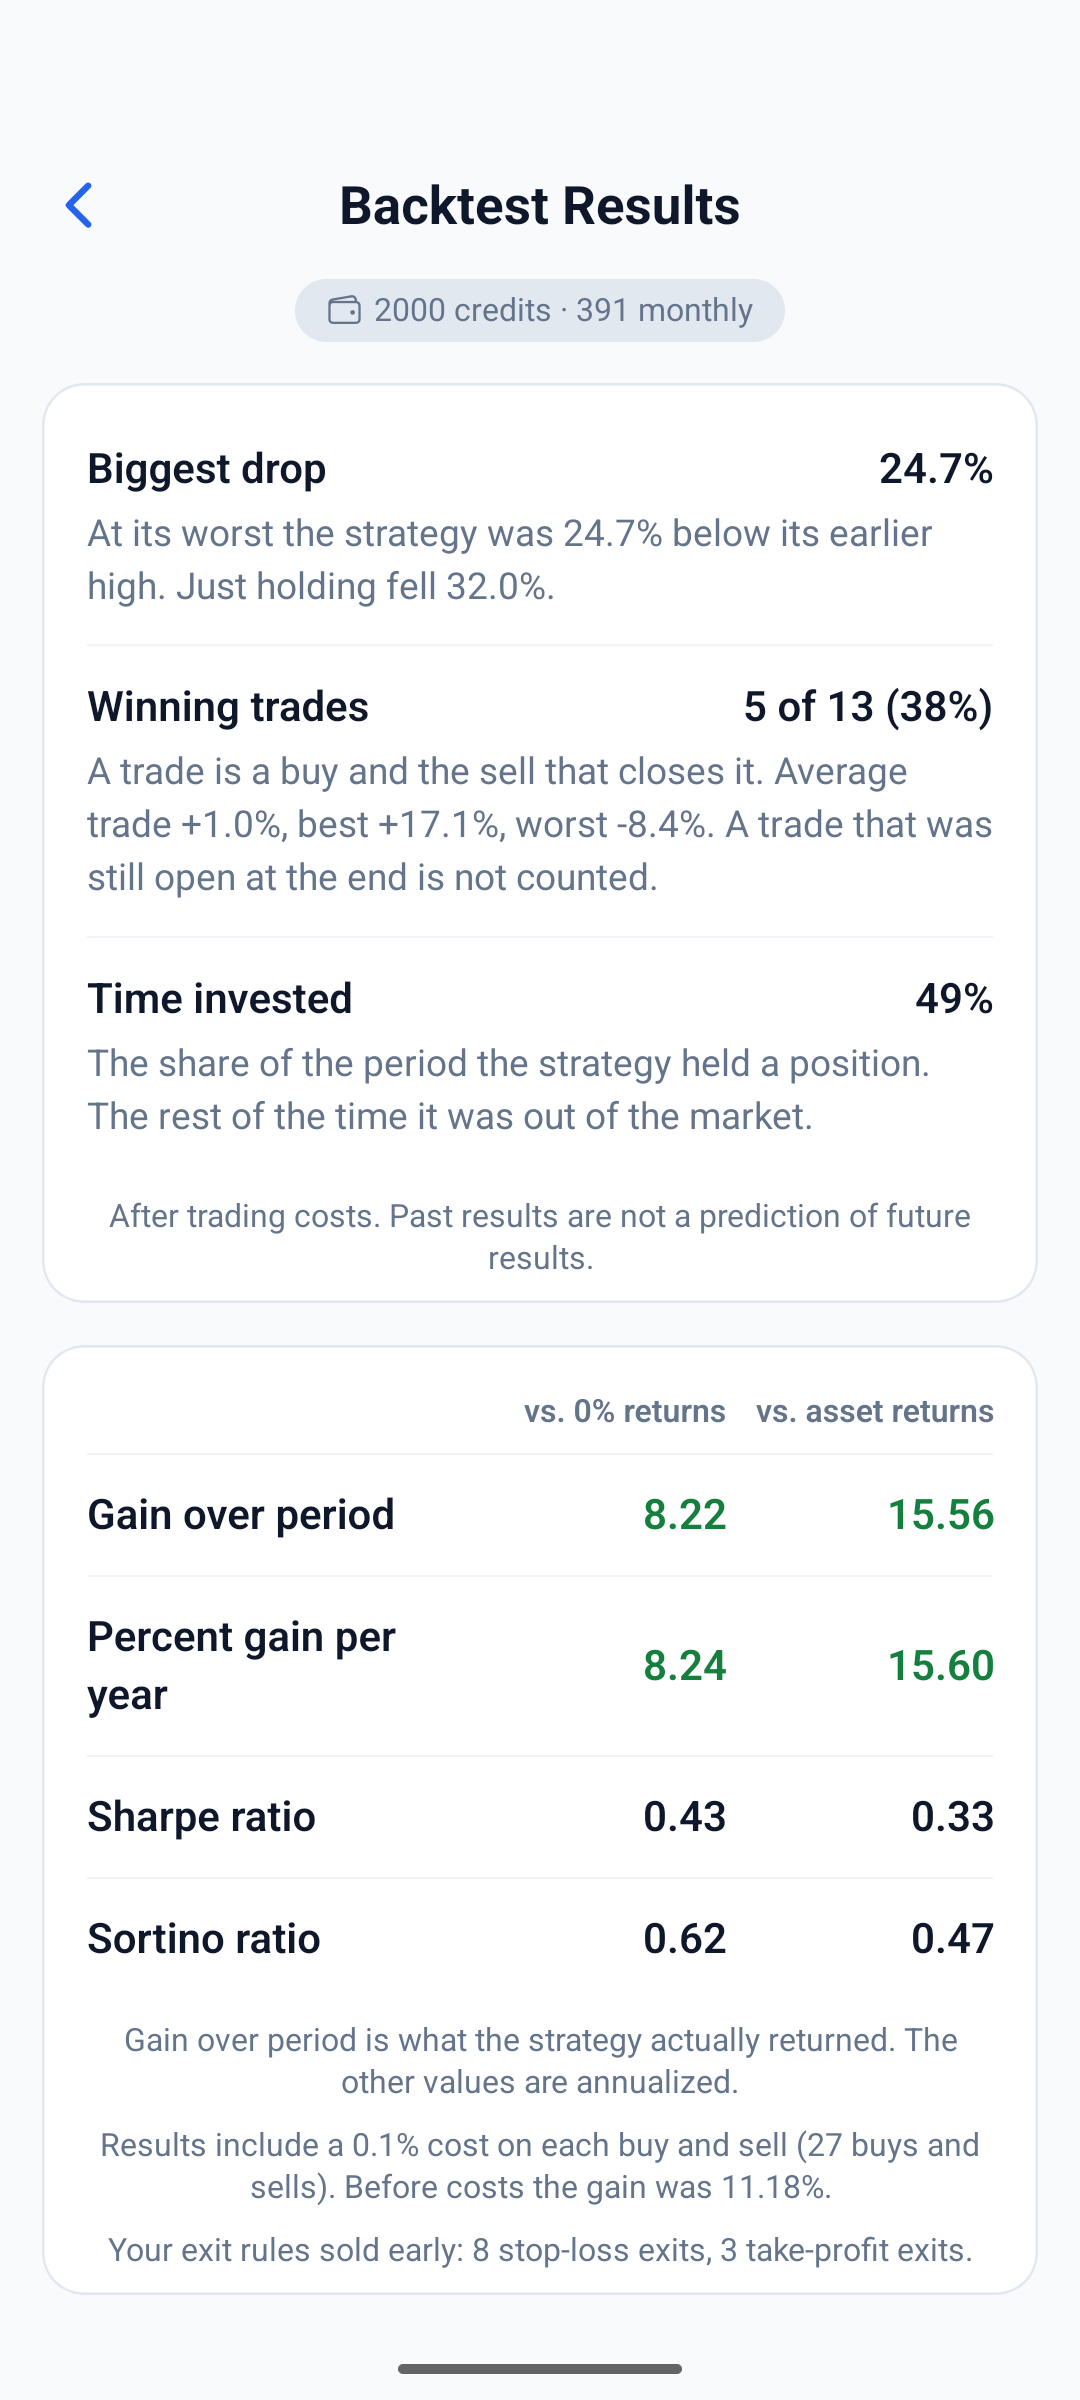 Backtest Results
2000 credits · 391 monthly
Biggest drop 24.7%
At its worst the strategy was 24.7% below its earlier
high. Just holding fell 32.0%.
Winning trades 5 of 13 (38%)
A trade is a buy and the sell that closes it. Average
trade +1.0%, best +17.1%, worst -8.4%. A trade that was
still open at the end is not counted.
Time invested 49%
The share of the period the strategy held a position.
The rest of the time it was out of the market.
After trading costs. Past results are not a prediction of future
results.
vs. 0% returns vs. asset returns
Gain over period 8.22 15.56
Percent gain per
year 8.24 15.60
Sharpe ratio 0.43 0.33
Sortino ratio 0.62 0.47
Gain over period is what the strategy actually returned. The
other values are annualized.
Results include a 0.1% cost on each buy and sell (27 buys and
sells). Before costs the gain was 11.18%.
Your exit rules sold early: 8 stop-loss exits, 3 take-profit exits.